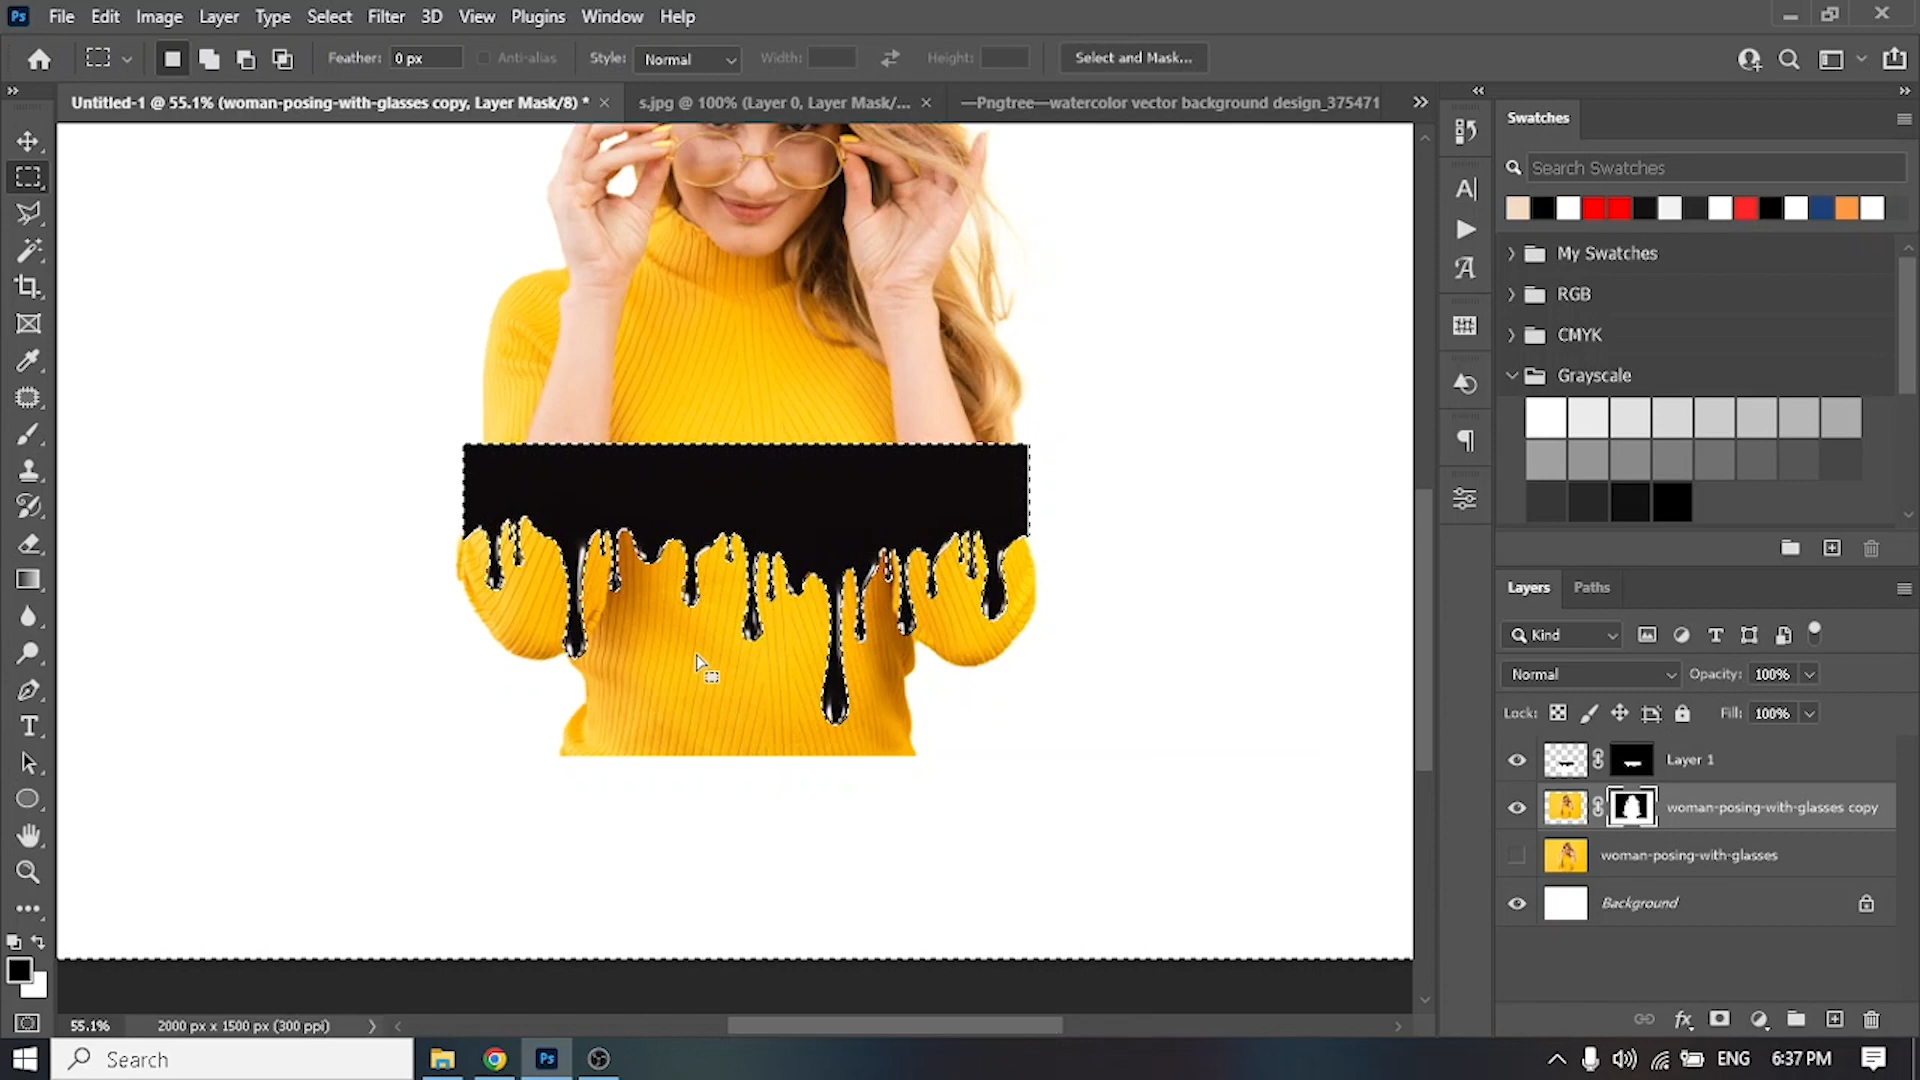 Ps File Edit Image Layer Type Select Filter 3D View Plugins Window Help
Feather: 0 px Anti-alias Style: Normal Width: Height: Select and Mask...
Untitled-1 @ 55.1% (woman-posing-with-glasses copy, Layer Mask/8) * × s.jpg @ 100% (Layer 0, Layer Mask/... × —Pngtree—watercolor vector background design_375471
Swatches
Search Swatches
My Swatches
RGB
CMYK
Grayscale
Layers Paths
Kind
Normal Opacity: 100%
Lock: Fill: 100%
Layer 1
woman-posing-with-glasses copy
woman-posing-with-glasses
Background
fx
55.1% 2000 px x 1500 px (300 ppi)
Search Ps ENG 6:37 PM